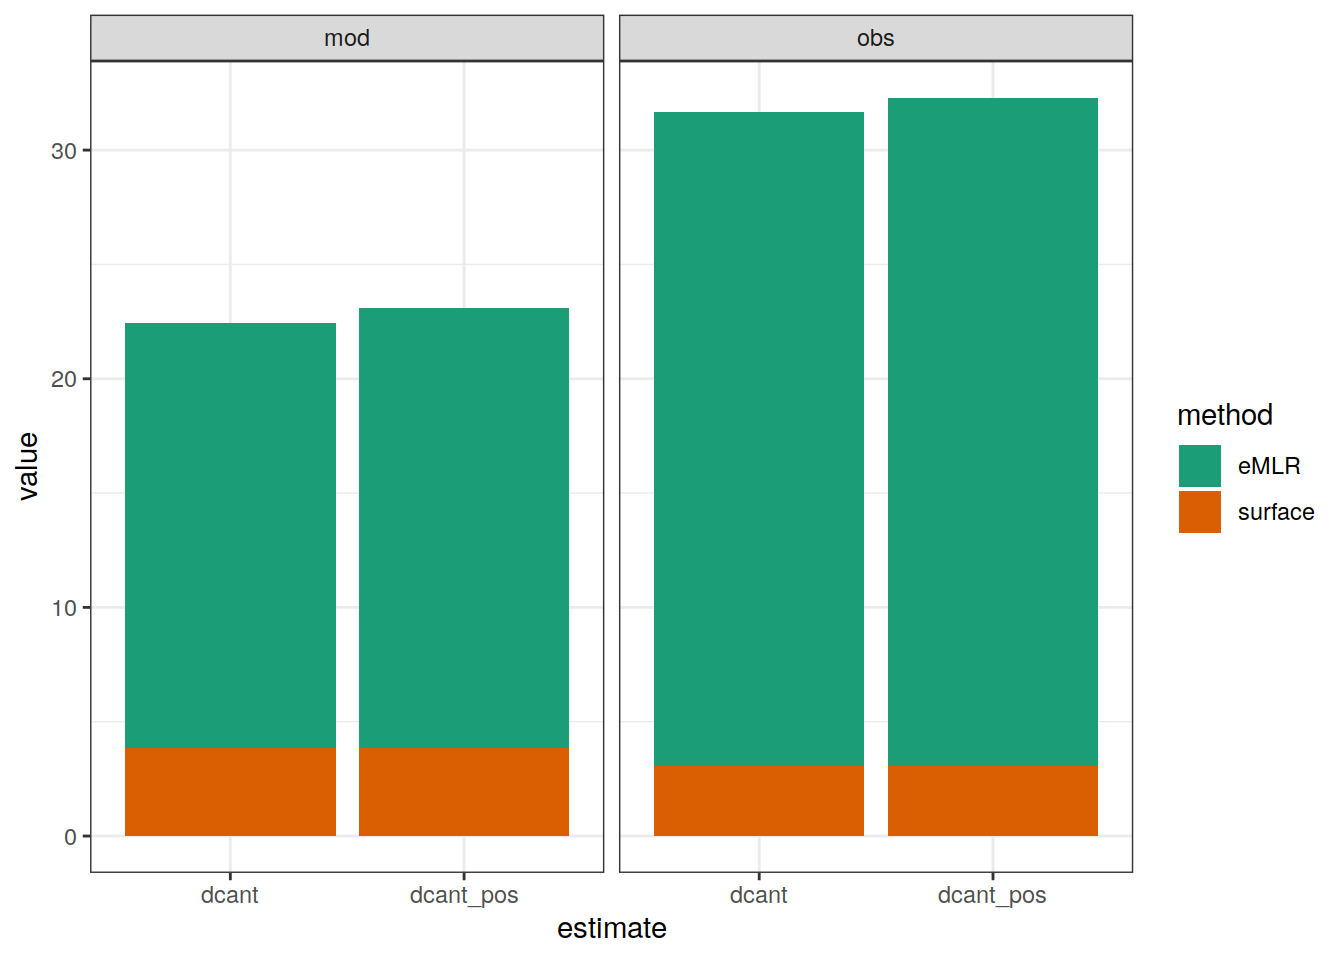 mod
obs
30
20
10
0
value
dcant
dcant_pos
dcant
dcant_pos
estimate
method
eMLR
surface